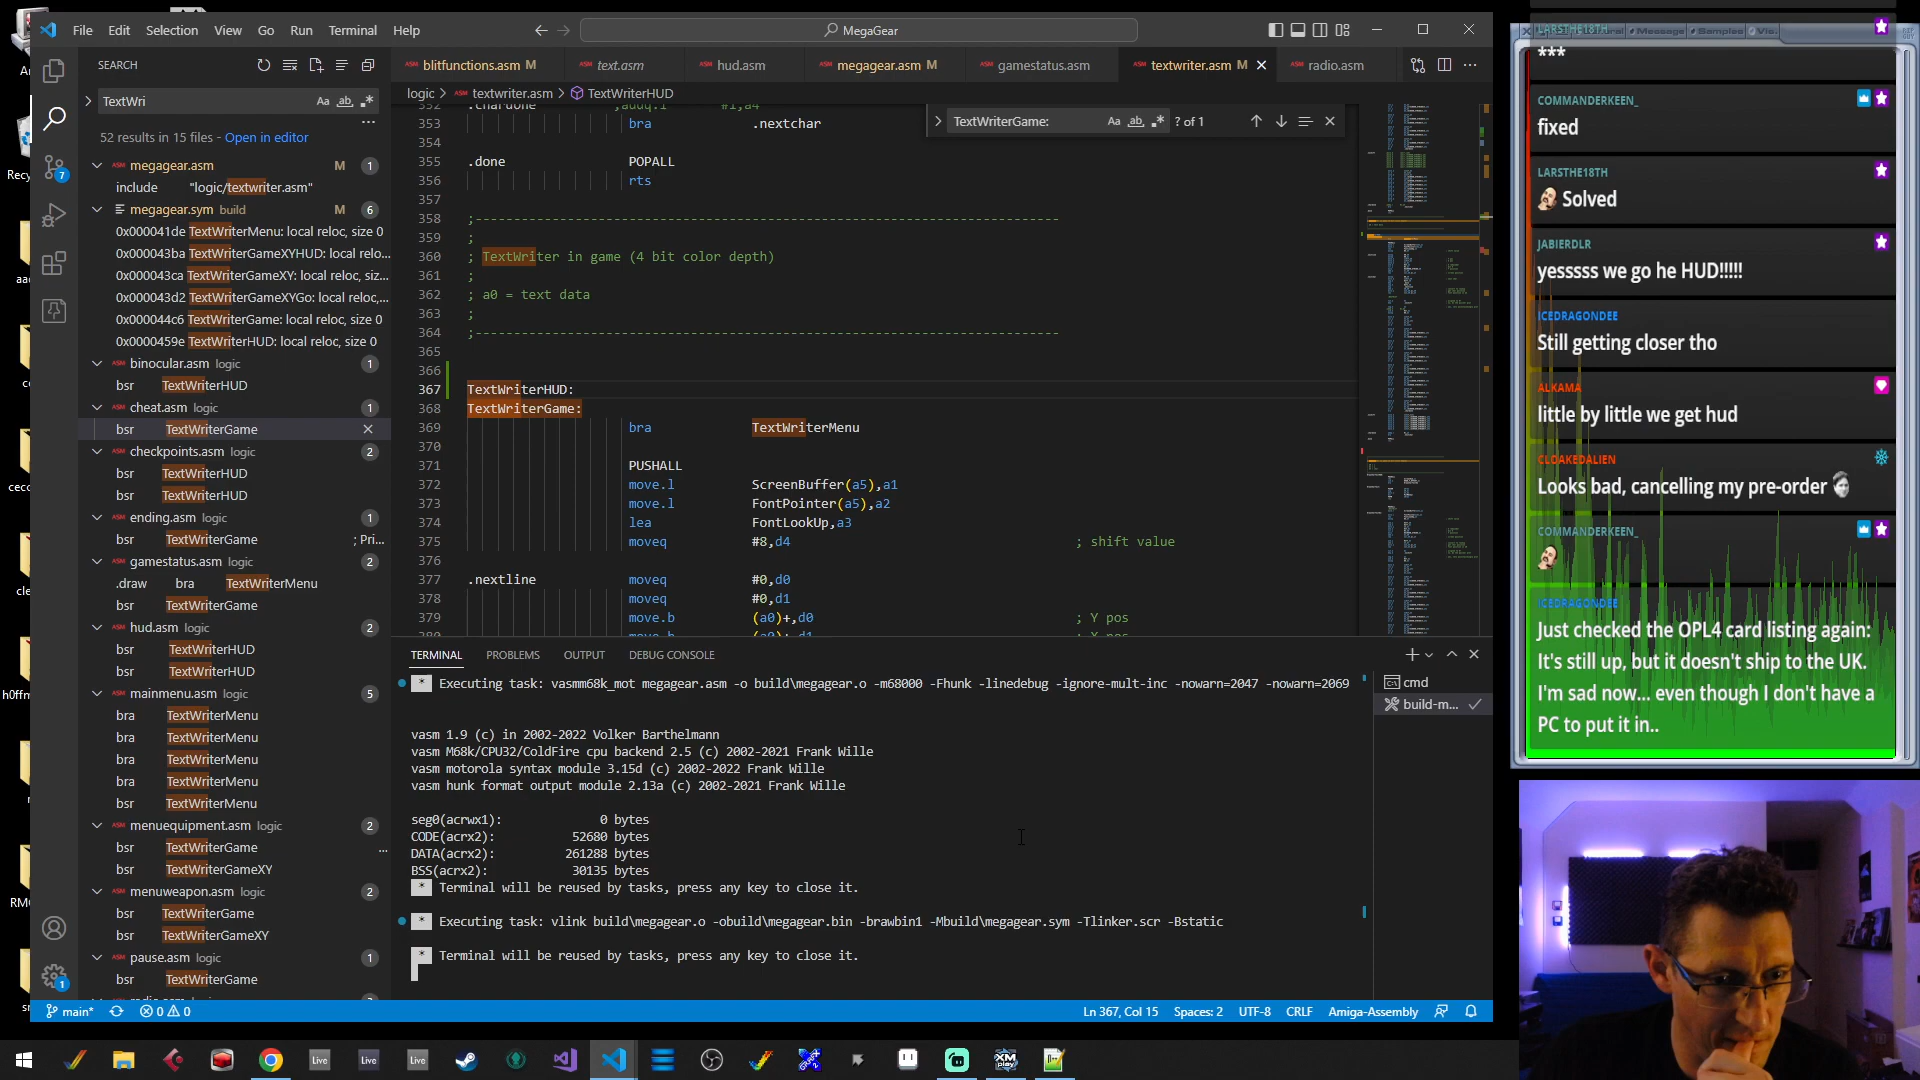 File Edit Selection View Go Run Terminal Help
MegaGear
SEARCH
TextWri
52 results in 15 files - Open in editor
megagear.asm M 1
include "logic/textwriter.asm"
megagear.sym build M 6
0x000041de TextWriterMenu: local reloc, size 0
0x000043ba TextWriterGameXYHUD: local relo...
0x000043ca TextWriterGameXY: local reloc, siz...
0x000043d2 TextWriterGameXYGo: local reloc,...
0x000044c6 TextWriterGame: local reloc, size 0
0x0000459e TextWriterHUD: local reloc, size 0
binocular.asm logic 1
bsr TextWriterHUD
cheat.asm logic 1
bsr TextWriterGame
checkpoints.asm logic 2
bsr TextWriterHUD
bsr TextWriterHUD
ending.asm logic 1
bsr TextWriterGame ; Pri...
gamestatus.asm logic 2
.draw bra TextWriterMenu
bsr TextWriterGame
hud.asm logic 2
bsr TextWriterHUD
bsr TextWriterHUD
mainmenu.asm logic 5
bra TextWriterMenu
bra TextWriterMenu
bra TextWriterMenu
bra TextWriterMenu
bsr TextWriterMenu
menuequipment.asm logic 2
bsr TextWriterGame ...
bsr TextWriterGameXY
menuweapon.asm logic 2
bsr TextWriterGame
bsr TextWriterGameXY
pause.asm logic 1
bsr TextWriterGame
blitfunctions.asm M text.asm hud.asm megagear.asm M gamestatus.asm textwriter.asm M radio.asm
logic > textwriter.asm > TextWriterHUD
TextWriterGame: ? of 1
353 bra .nextchar
354
355 .done POPALL
356 rts
357
358 ;----------------------------------------------------------------------------
359 ;
360 ; TextWriter in game (4 bit color depth)
361 ;
362 ; a0 = text data
363 ;
364 ;----------------------------------------------------------------------------
365
366
367 TextWriterHUD:
368 TextWriterGame:
369 bra TextWriterMenu
370
371 PUSHALL
372 move.l ScreenBuffer(a5),a1
373 move.l FontPointer(a5),a2
374 lea FontLookUp,a3
375 moveq #8,d4 ; shift value
376
377 .nextline moveq #0,d0
378 moveq #0,d1
379 move.b (a0)+,d0 ; Y pos
TERMINAL PROBLEMS OUTPUT DEBUG CONSOLE
cmd
build-m...
* Executing task: vasmm68k_mot megagear.asm -o build\megagear.o -m68000 -Fhunk -linedebug -ignore-mult-inc -nowarn=2047 -nowarn=2069
vasm 1.9 (c) in 2002-2022 Volker Barthelmann
vasm M68k/CPU32/ColdFire cpu backend 2.5 (c) 2002-2021 Frank Wille
vasm motorola syntax module 3.15d (c) 2002-2022 Frank Wille
vasm hunk format output module 2.13a (c) 2002-2021 Frank Wille
seg0(acrwx1): 0 bytes
CODE(acrx2): 52680 bytes
DATA(acrx2): 261288 bytes
BSS(acrx2): 30135 bytes
* Terminal will be reused by tasks, press any key to close it.
* Executing task: vlink build\megagear.o -obuild\megagear.bin -brawbin1 -Mbuild\megagear.sym -Tlinker.scr -Bstatic
* Terminal will be reused by tasks, press any key to close it.
main* 0 0 Ln 367, Col 15 Spaces: 2 UTF-8 CRLF Amiga-Assembly
LARSTHE18TH
***
COMMANDERKEEN_
fixed
LARSTHE18TH
Solved
JABIERDLR
yesssss we go he HUD!!!!!
ICEDRAGONDEE
Still getting closer tho
ALKAMA
little by little we get hud
CLOAKEDALIEN
Looks bad, cancelling my pre-order
COMMANDERKEEN_
ICEDRAGONDEE
Just checked the OPL4 card listing again:
It's still up, but it doesn't ship to the UK.
I'm sad now... even though I don't have a
PC to put it in..